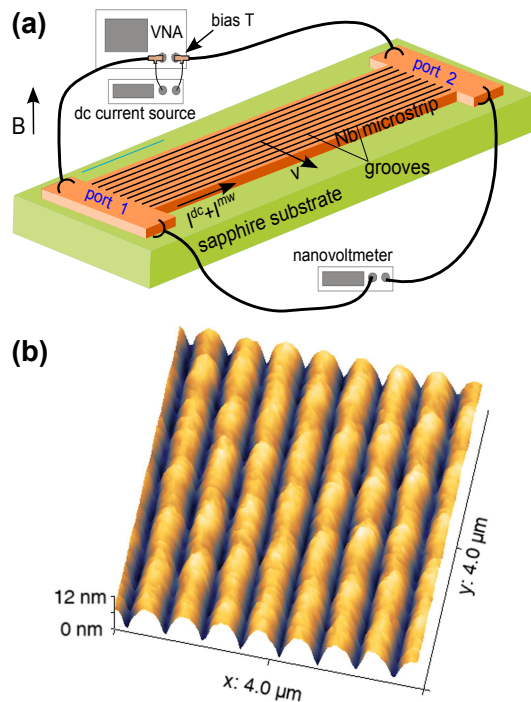 (a)
VNA
bias T
dc current source
B
port 2
Nb microstrip
grooves
v
port 1
I^dc+I^mw
sapphire substrate
nanovoltmeter
(b)
12 nm
0 nm
x: 4.0 µm
y: 4.0 µm